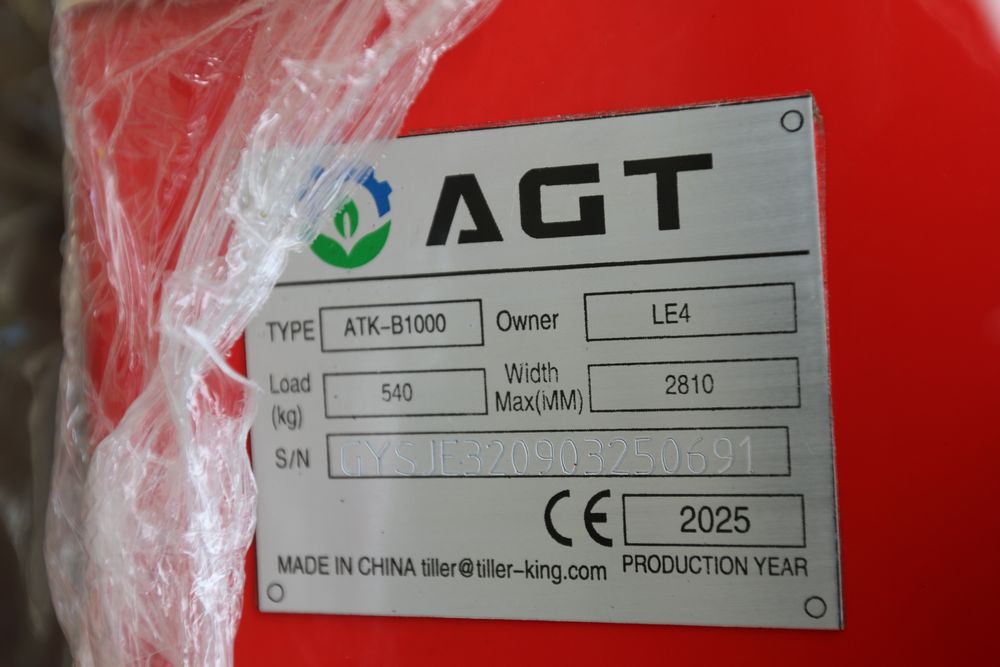 AGT
TYPE ATK-B1000 Owner LE4
Load (kg) 540 Width Max(MM) 2810
S/N GYSJE320903250691
CE 2025
MADE IN CHINA tiller@tiller-king.com PRODUCTION YEAR